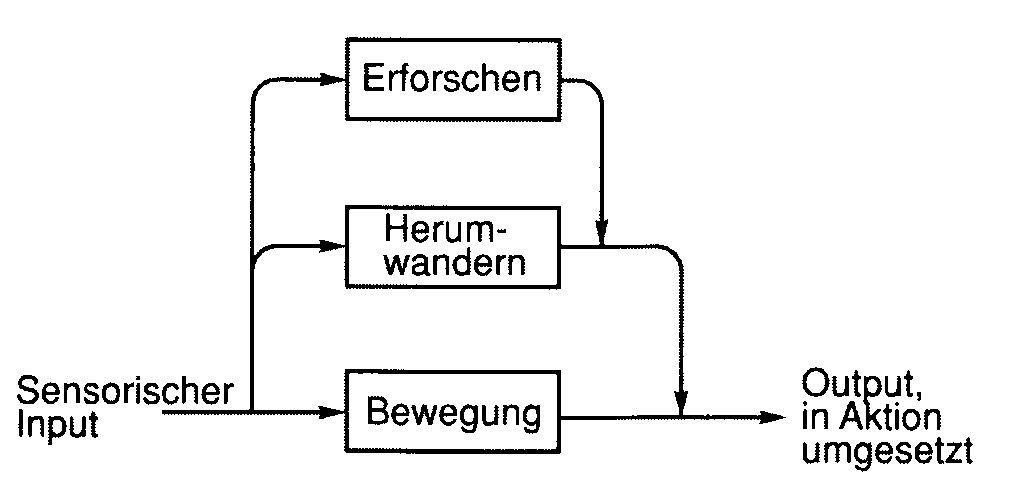 Erforschen
Herum-
wandern
Sensorischer
Input
Bewegung
Output,
in Aktion
umgesetzt